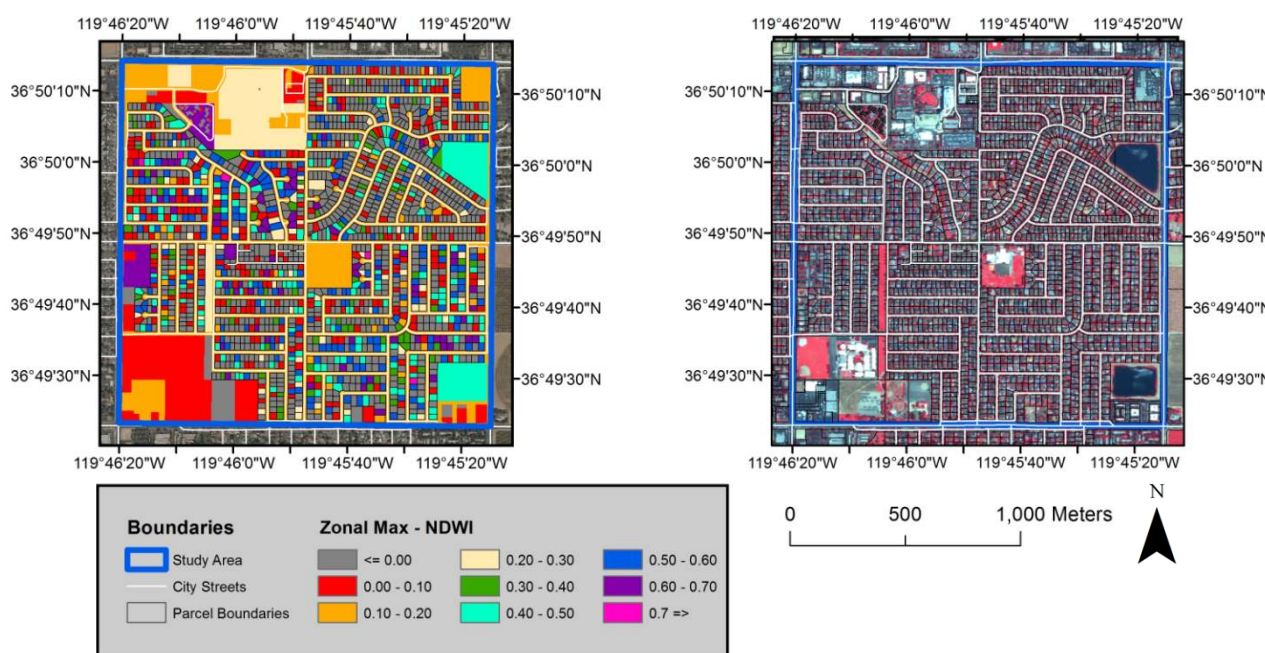 119°46'20"W 119°46'0"W 119°45'40"W 119°45'20"W
119°46'20"W 119°46'0"W 119°45'40"W 119°45'20"W
36°50'10"N 36°50'10"N 36°50'10"N 36°50'10"N
36°50'0"N 36°50'0"N 36°50'0"N 36°50'0"N
36°49'50"N 36°49'50"N 36°49'50"N 36°49'50"N
36°49'40"N 36°49'40"N 36°49'40"N 36°49'40"N
36°49'30"N 36°49'30"N 36°49'30"N 36°49'30"N
119°46'20"W 119°46'0"W 119°45'40"W 119°45'20"W
119°46'20"W 119°46'0"W 119°45'40"W 119°45'20"W
Boundaries
Study Area
City Streets
Parcel Boundaries
Zonal Max - NDWI
<= 0.00
0.00 - 0.10
0.10 - 0.20
0.20 - 0.30
0.30 - 0.40
0.40 - 0.50
0.50 - 0.60
0.60 - 0.70
0.7 =>
0 500 1,000 Meters
N